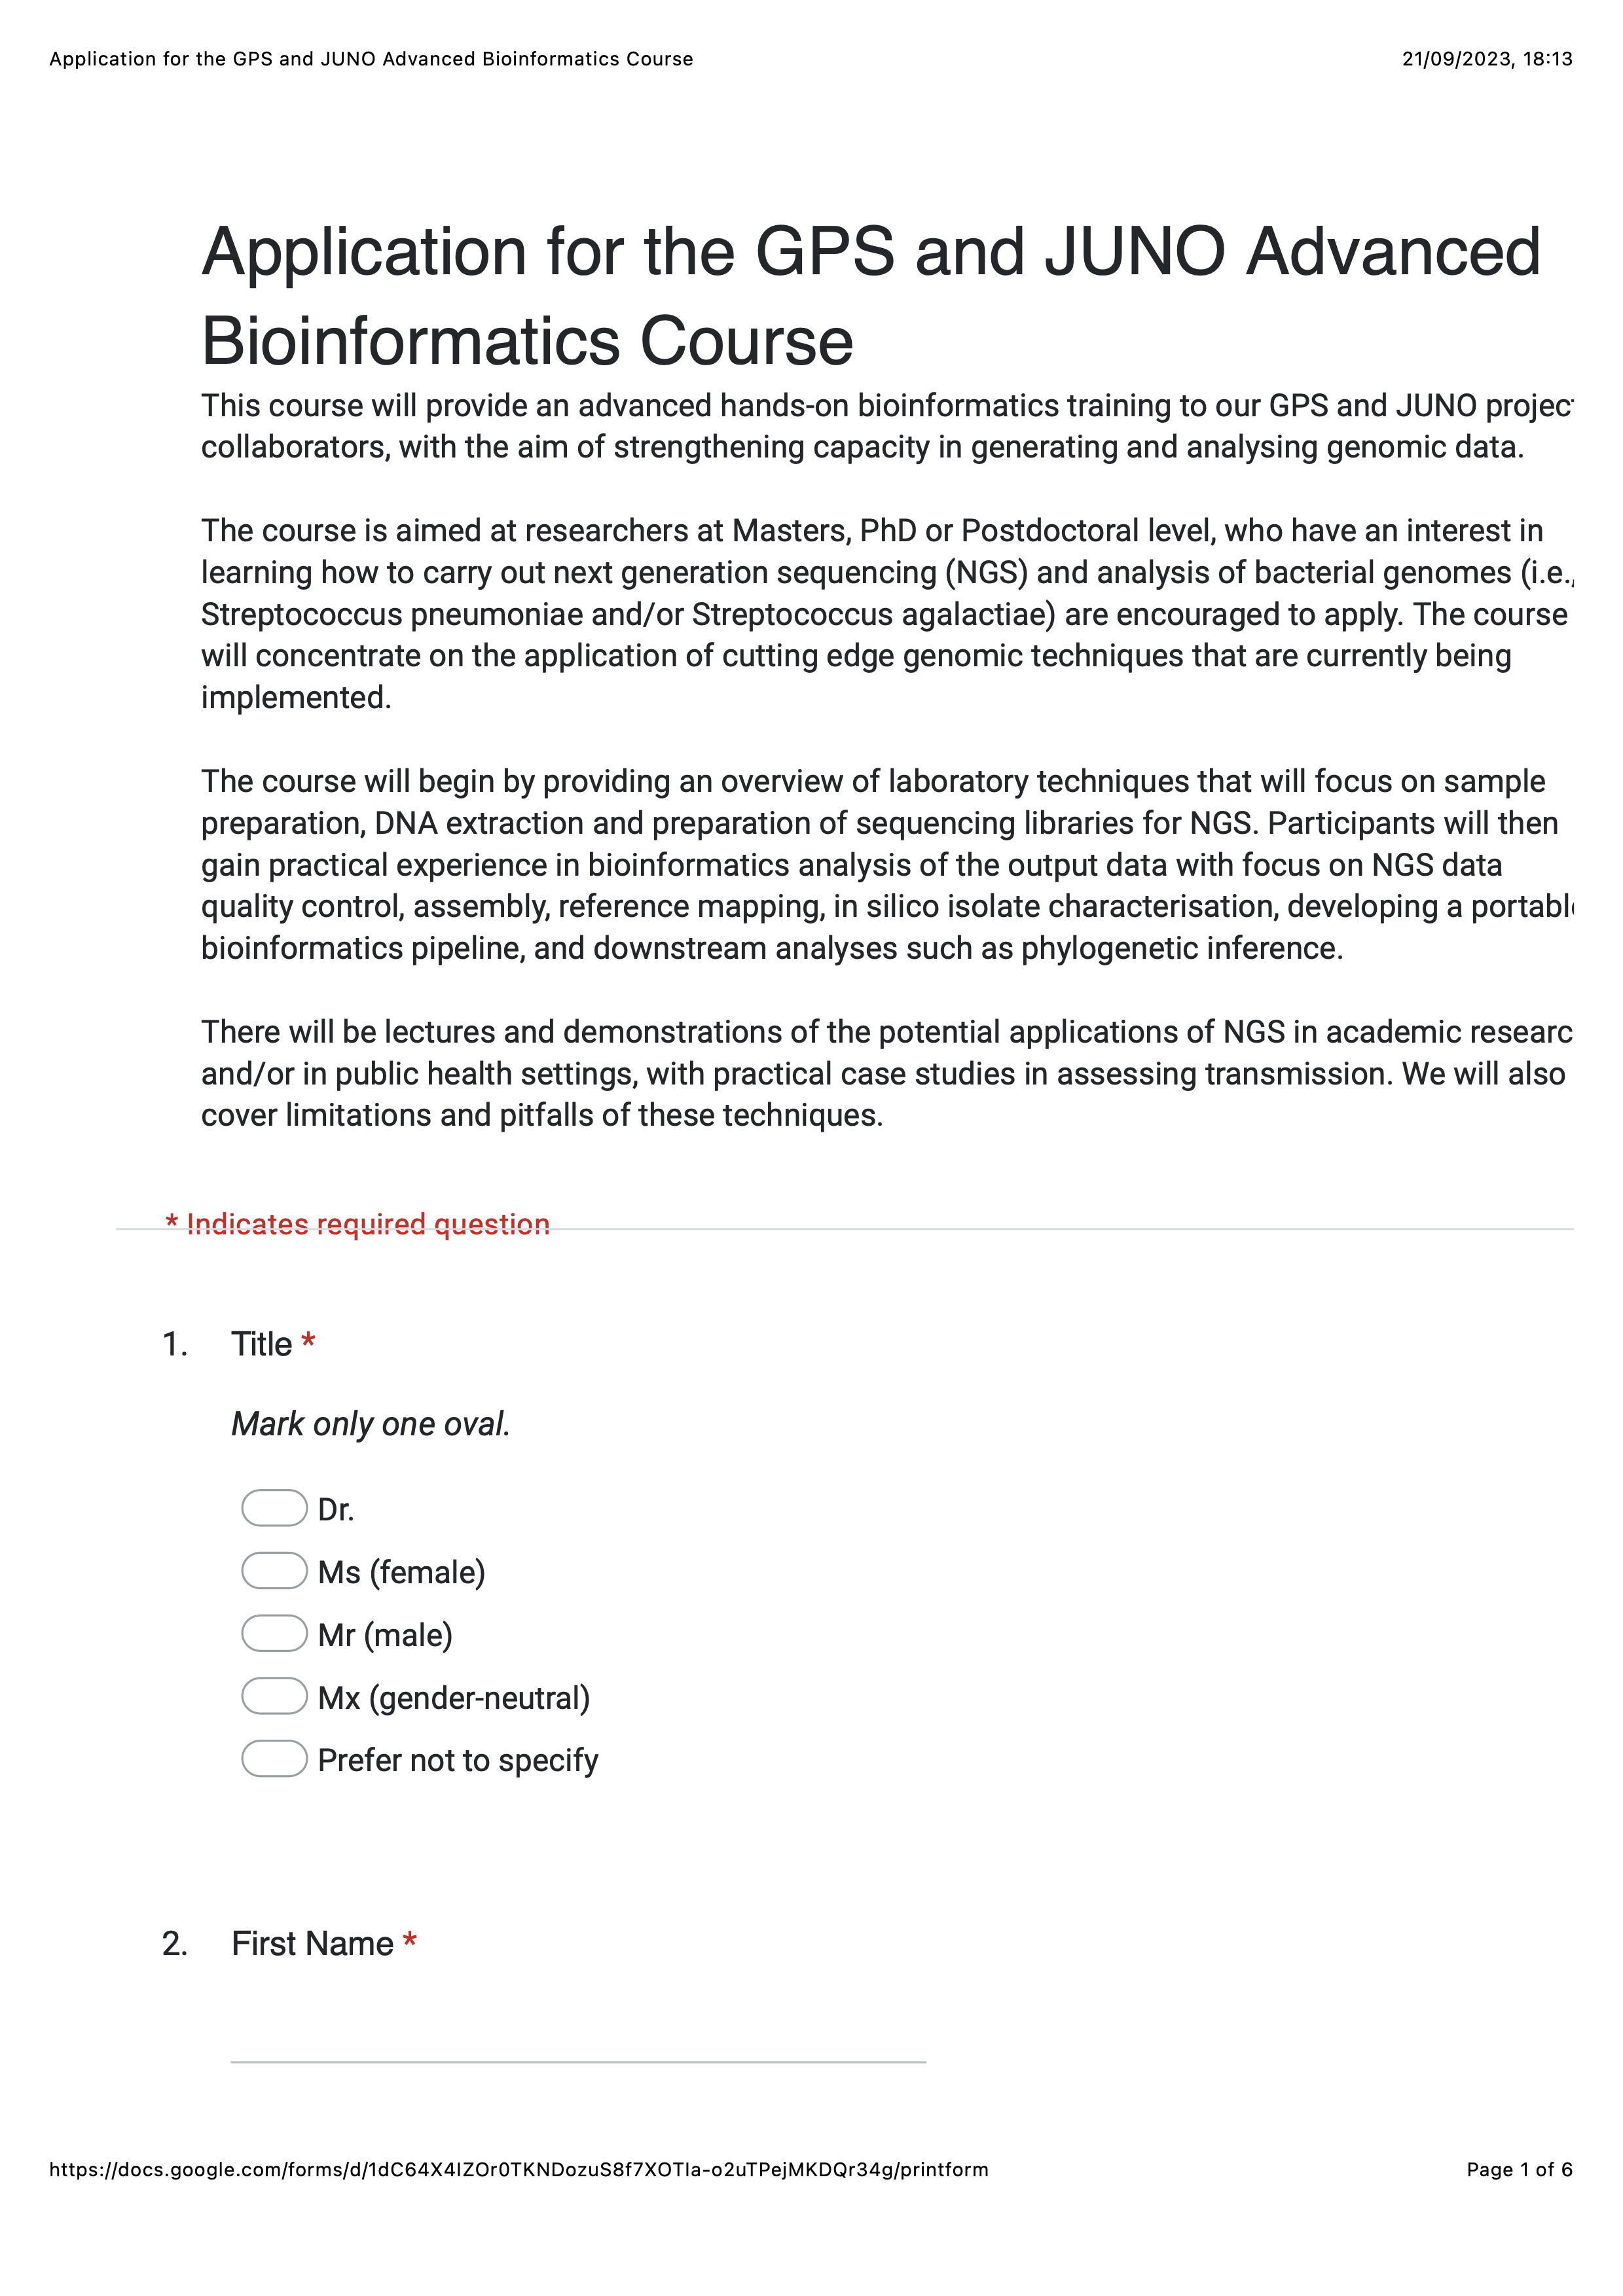 Application for the GPS and JUNO Advanced Bioinformatics Course
21/09/2023, 18:13
Application for the GPS and JUNO Advanced
Bioinformatics Course
This course will provide an advanced hands-on bioinformatics training to our GPS and JUNO projec
collaborators, with the aim of strengthening capacity in generating and analysing genomic data.
The course is aimed at researchers at Masters, PhD or Postdoctoral level, who have an interest in
learning how to carry out next generation sequencing (NGS) and analysis of bacterial genomes (i.e.,
Streptococcus pneumoniae and/or Streptococcus agalactiae) are encouraged to apply. The course
will concentrate on the application of cutting edge genomic techniques that are currently being
implemented.
The course will begin by providing an overview of laboratory techniques that will focus on sample
preparation, DNA extraction and preparation of sequencing libraries for NGS. Participants will then
gain practical experience in bioinformatics analysis of the output data with focus on NGS data
quality control, assembly, reference mapping, in silico isolate characterisation, developing a portabl
bioinformatics pipeline, and downstream analyses such as phylogenetic inference.
There will be lectures and demonstrations of the potential applications of NGS in academic researc
and/or in public health settings, with practical case studies in assessing transmission. We will also
cover limitations and pitfalls of these techniques.
* Indicates required question
1. Title *
Mark only one oval.
Dr.
Ms (female)
Mr (male)
Mx (gender-neutral)
Prefer not to specify
2. First Name *
https://docs.google.com/forms/d/1dC64X4IZOr0TKNDozuS8f7XOTIa-o2uTPejMKDQr34g/printform
Page 1 of 6